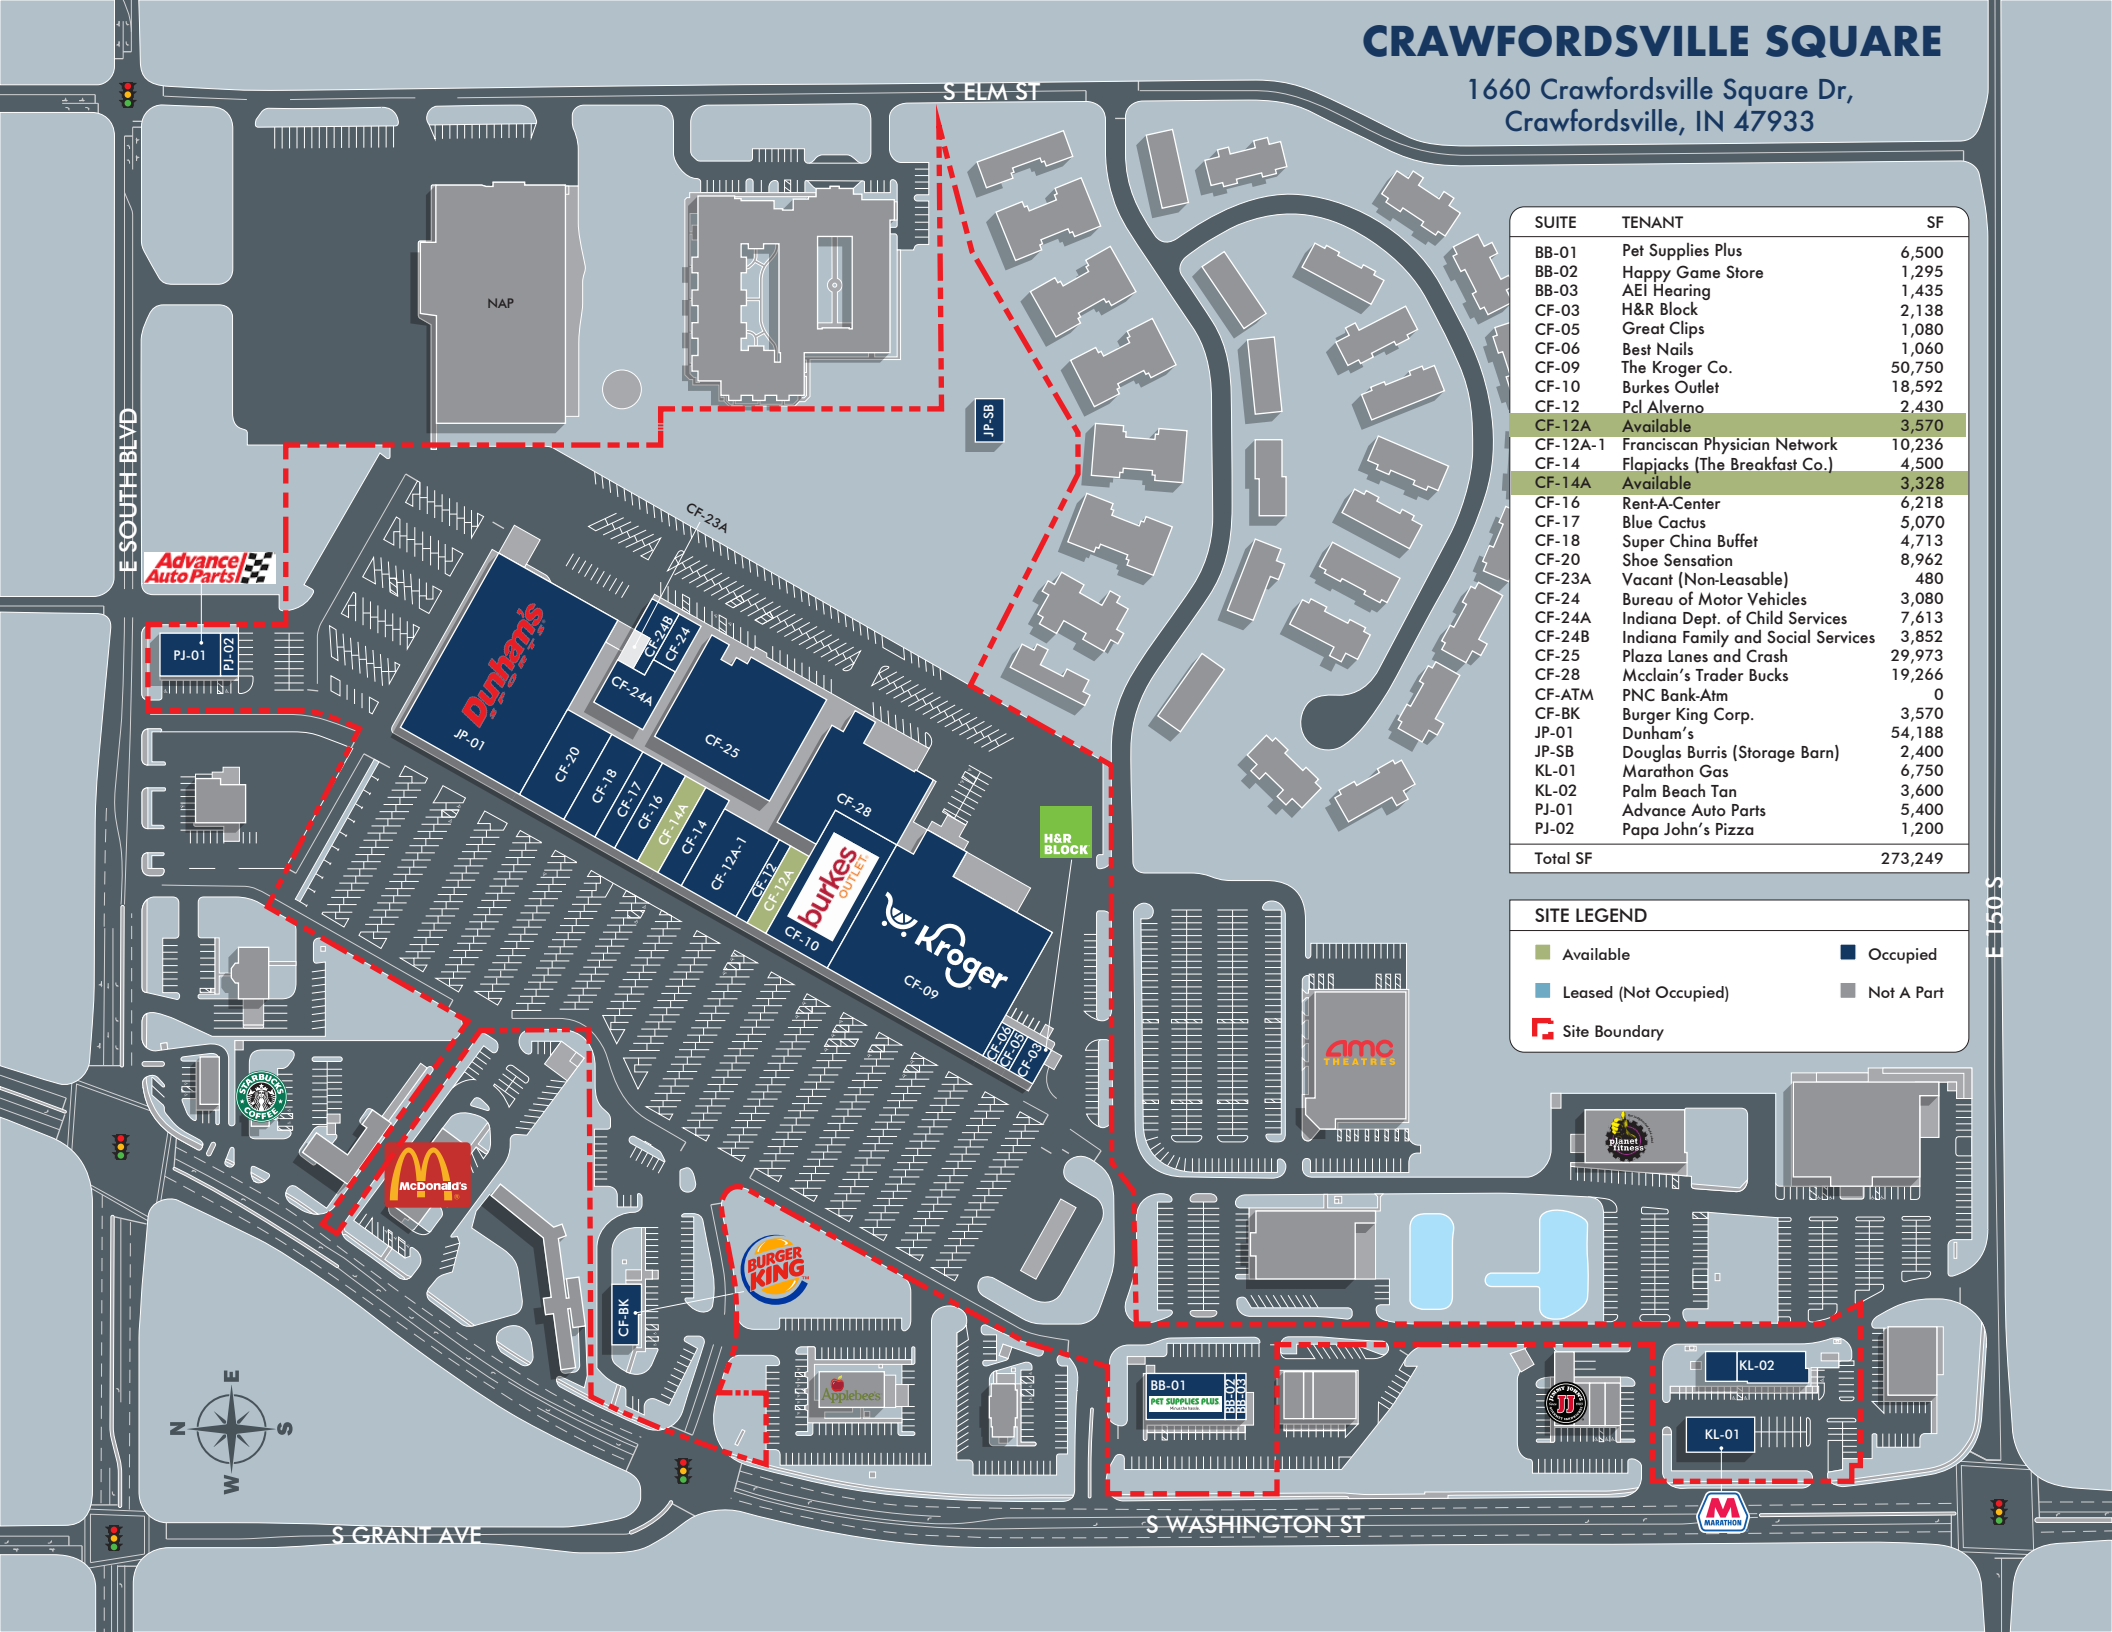 CRAWFORDSVILLE SQUARE
1660 Crawfordsville Square Dr,
Crawfordsville, IN 47933
SUITE TENANT SF
BB-01 Pet Supplies Plus 6,500
BB-02 Happy Game Store 1,295
BB-03 AEI Hearing 1,435
CF-03 H&R Block 2,138
CF-05 Great Clips 1,080
CF-06 Best Nails 1,060
CF-09 The Kroger Co. 50,750
CF-10 Burkes Outlet 18,592
CF-12 Pcl Alverno 2,430
CF-12A Available 3,570
CF-12A-1 Franciscan Physician Network 10,236
CF-14 Flapjacks (The Breakfast Co.) 4,500
CF-14A Available 3,328
CF-16 Rent-A-Center 6,218
CF-17 Blue Cactus 5,070
CF-18 Super China Buffet 4,713
CF-20 Shoe Sensation 8,962
CF-23A Vacant (Non-Leasable) 480
CF-24 Bureau of Motor Vehicles 3,080
CF-24A Indiana Dept. of Child Services 7,613
CF-24B Indiana Family and Social Services 3,852
CF-25 Plaza Lanes and Crash 29,973
CF-28 Mcclain's Trader Bucks 19,266
CF-ATM PNC Bank-Atm 0
CF-BK Burger King Corp. 3,570
JP-01 Dunham's 54,188
JP-SB Douglas Burris (Storage Barn) 2,400
KL-01 Marathon Gas 6,750
KL-02 Palm Beach Tan 3,600
PJ-01 Advance Auto Parts 5,400
PJ-02 Papa John's Pizza 1,200
Total SF 273,249
SITE LEGEND
Available
Occupied
Leased (Not Occupied)
Not A Part
Site Boundary
S ELM ST
E SOUTH BLVD
E 150 S
S GRANT AVE
S WASHINGTON ST
NAP
JP-SB
CF-23A
Advance
Auto Parts
PJ-01
PJ-02
Dunham's
JP-01
CF-24B
CF-24
CF-24A
CF-25
CF-20
CF-18
CF-17
CF-16
CF-14A
CF-14
CF-12A-1
CF-12
CF-12A
CF-28
burkes
OUTLET
CF-10
Kroger
CF-09
CF-06
CF-05
CF-03
H&R
BLOCK
amc
THEATRES
planet
fitness
STARBUCKS
COFFEE
McDonald's
BURGER
KING
CF-BK
Applebees
BB-01
PET SUPPLIES PLUS
BB-02
BB-03
JIMMY JOHN'S
JJ
KL-02
KL-01
M
MARATHON
E
N
S
W